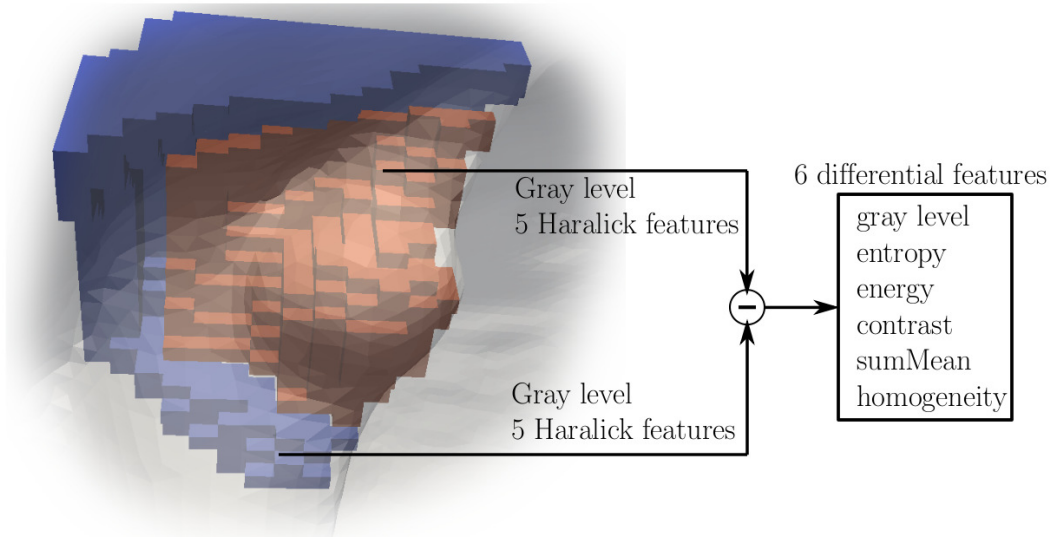 Gray level
5 Haralick features
6 differential features
gray level
entropy
energy
contrast
sumMean
homogeneity
Gray level
5 Haralick features